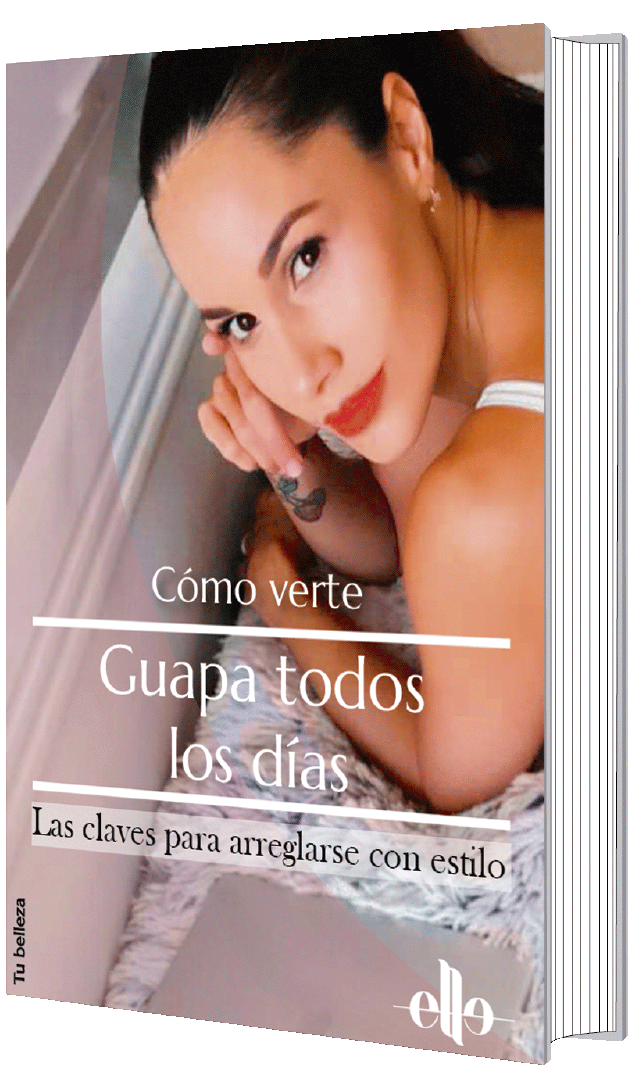 Cómo verte
Guapa todos
los días
Las claves para arreglarse con estilo
Tu belleza
elle